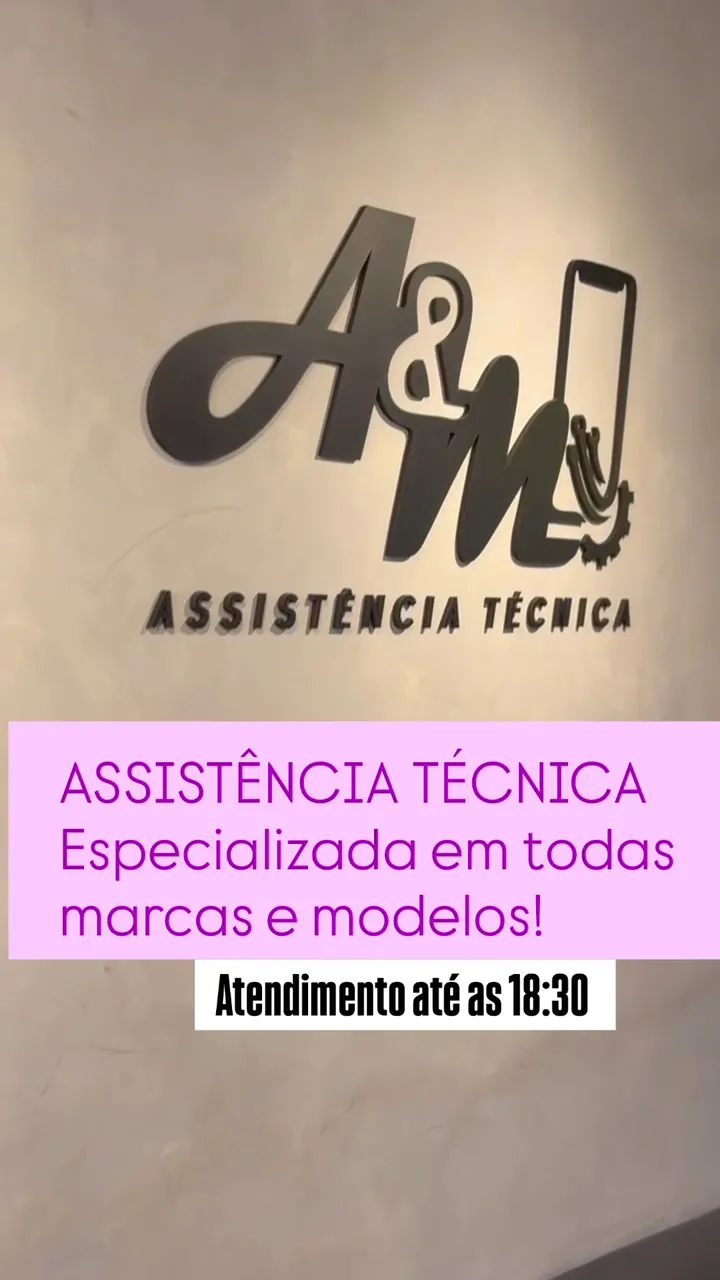 A&M
ASSISTÊNCIA TÉCNICA
ASSISTÊNCIA TÉCNICA
Especializada em todas
marcas e modelos!
Atendimento até as 18:30